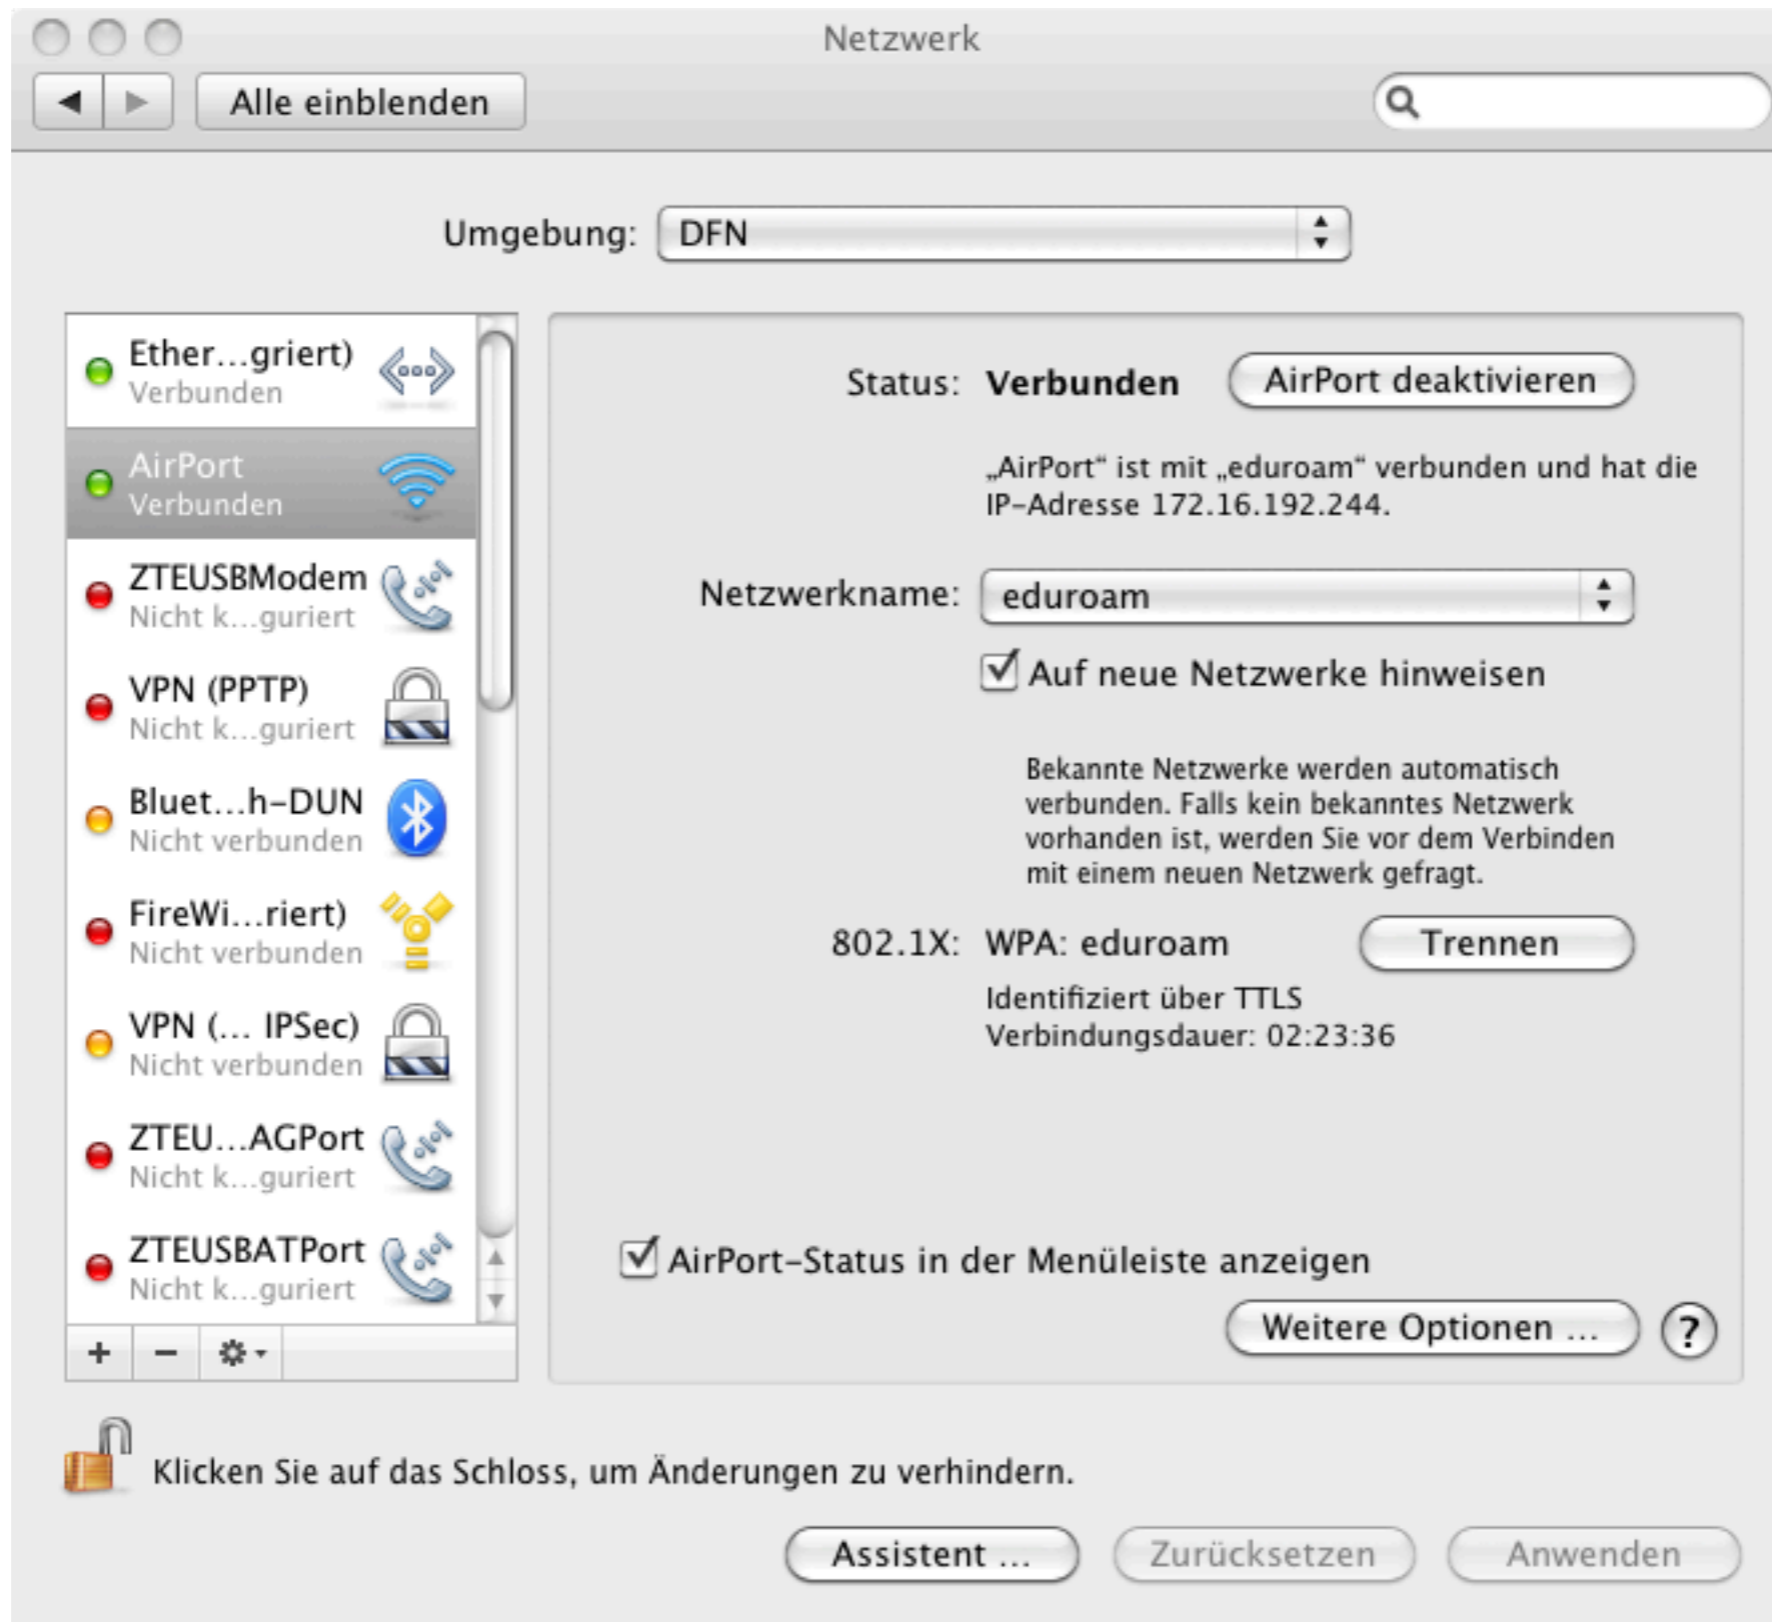 Netzwerk
Alle einblenden
Umgebung: DFN
Ether...griert)
Verbunden
AirPort
Verbunden
ZTEUSBModem
Nicht k...guriert
VPN (PPTP)
Nicht k...guriert
Bluet...h-DUN
Nicht verbunden
FireWi...riert)
Nicht verbunden
VPN (... IPSec)
Nicht verbunden
ZTEU...AGPort
Nicht k...guriert
ZTEUSBATPort
Nicht k...guriert
Status: Verbunden AirPort deaktivieren
„AirPort“ ist mit „eduroam“ verbunden und hat die
IP-Adresse 172.16.192.244.
Netzwerkname: eduroam
Auf neue Netzwerke hinweisen
Bekannte Netzwerke werden automatisch
verbunden. Falls kein bekanntes Netzwerk
vorhanden ist, werden Sie vor dem Verbinden
mit einem neuen Netzwerk gefragt.
802.1X: WPA: eduroam Trennen
Identifiziert über TTLS
Verbindungsdauer: 02:23:36
AirPort-Status in der Menüleiste anzeigen
Weitere Optionen ... ?
Klicken Sie auf das Schloss, um Änderungen zu verhindern.
Assistent ... Zurücksetzen Anwenden